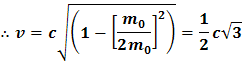 ∴ v = c√((1 − [m₀/2m₀]²)) = 1/2 c√3